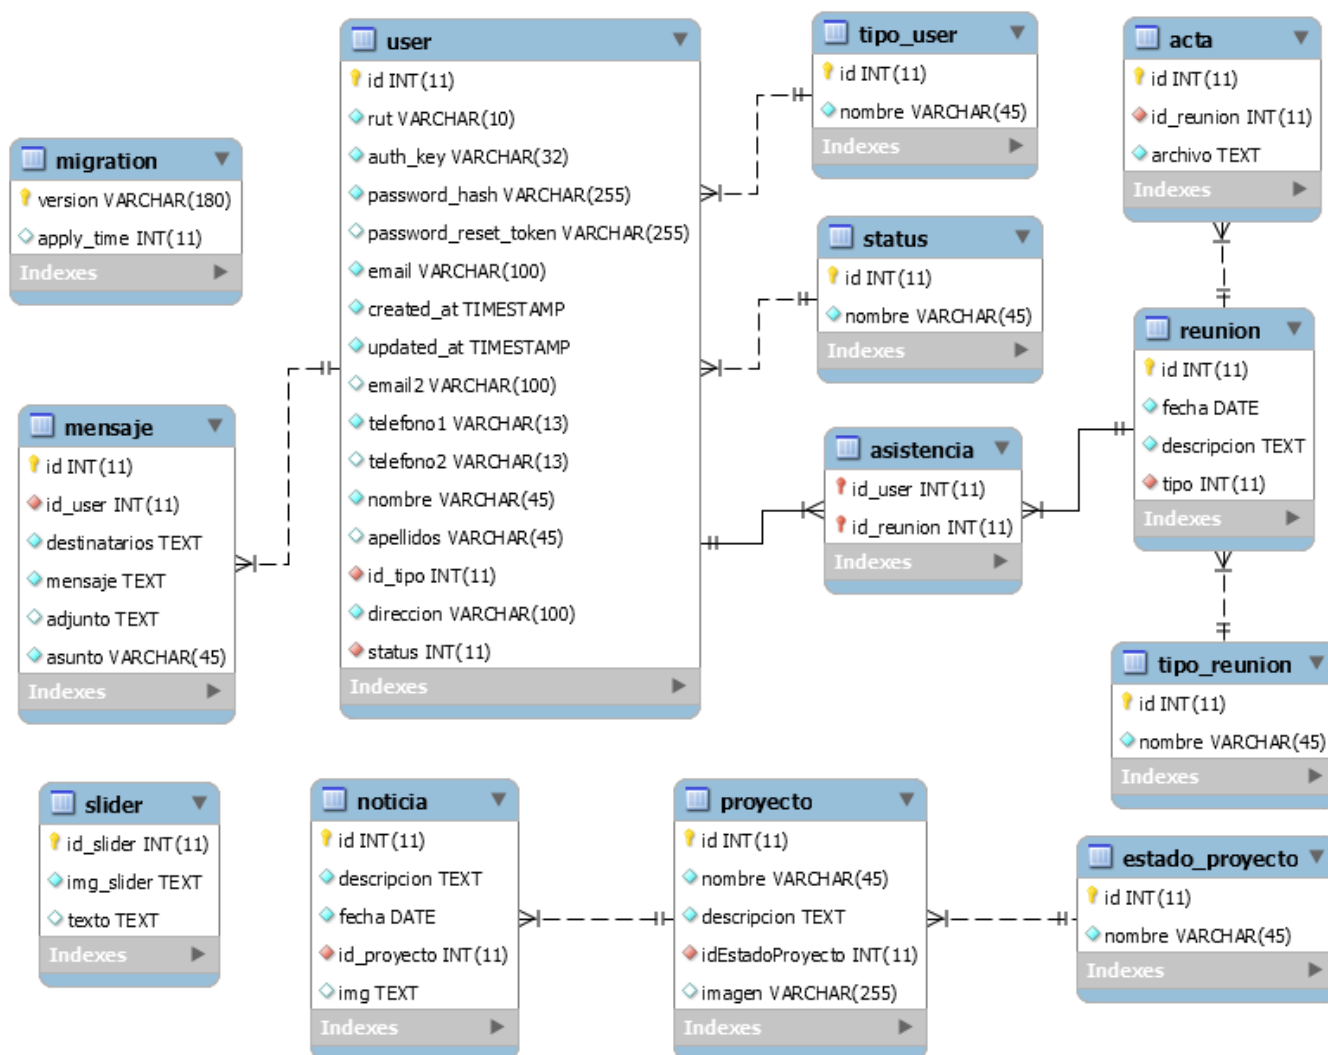 user
id INT(11)
rut VARCHAR(10)
auth_key VARCHAR(32)
password_hash VARCHAR(255)
password_reset_token VARCHAR(255)
email VARCHAR(100)
created_at TIMESTAMP
updated_at TIMESTAMP
email2 VARCHAR(100)
telefono1 VARCHAR(13)
telefono2 VARCHAR(13)
nombre VARCHAR(45)
apellidos VARCHAR(45)
id_tipo INT(11)
direccion VARCHAR(100)
status INT(11)
Indexes
tipo_user
id INT(11)
nombre VARCHAR(45)
Indexes
acta
id INT(11)
id_reunion INT(11)
archivo TEXT
Indexes
migration
version VARCHAR(180)
apply_time INT(11)
Indexes
status
id INT(11)
nombre VARCHAR(45)
Indexes
reunion
id INT(11)
fecha DATE
descripcion TEXT
tipo INT(11)
Indexes
mensaje
id INT(11)
id_user INT(11)
destinatarios TEXT
mensaje TEXT
adjunto TEXT
asunto VARCHAR(45)
Indexes
asistencia
id_user INT(11)
id_reunion INT(11)
Indexes
tipo_reunion
id INT(11)
nombre VARCHAR(45)
Indexes
slider
id_slider INT(11)
img_slider TEXT
texto TEXT
Indexes
noticia
id INT(11)
descripcion TEXT
fecha DATE
id_proyecto INT(11)
img TEXT
Indexes
proyecto
id INT(11)
nombre VARCHAR(45)
descripcion TEXT
idEstadoProyecto INT(11)
imagen VARCHAR(255)
Indexes
estado_proyecto
id INT(11)
nombre VARCHAR(45)
Indexes